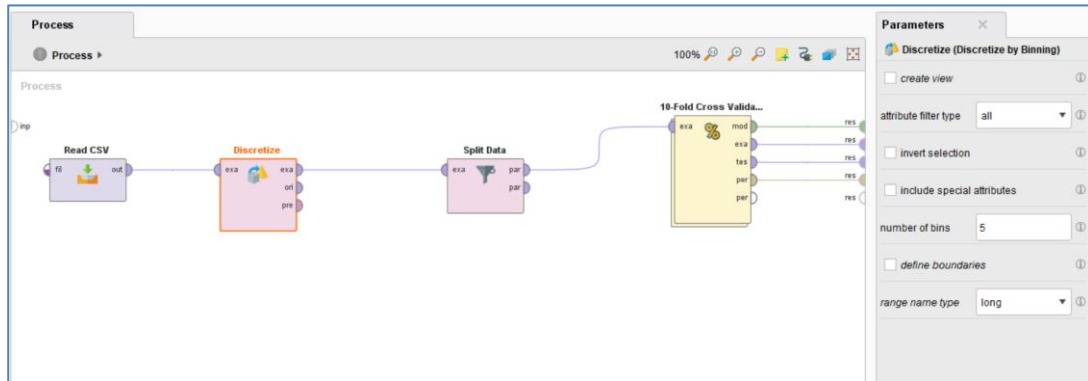 Process
Process
100%
Process
inp
Read CSV
fil
out
Discretize
exa
exa
ori
pre
Split Data
exa
par
par
10-Fold Cross Valida...
exa
mod
exa
tes
per
per
res
res
res
res
res
Parameters
Discretize (Discretize by Binning)
create view
attribute filter type all
invert selection
include special attributes
number of bins 5
define boundaries
range name type long